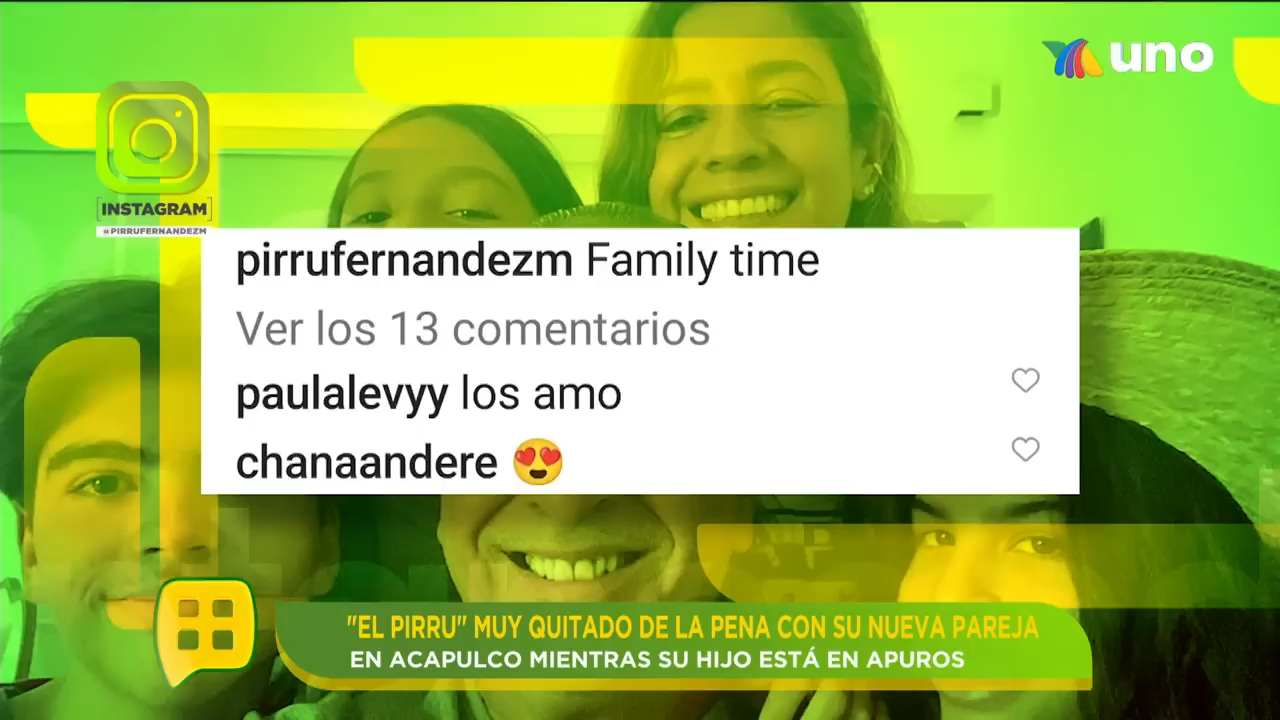 uno
INSTAGRAM
@PIRRUFERNANDEZM
pirrufernandezm Family time
Ver los 13 comentarios
paulalevyy los amo
chanaandere 😍
"EL PIRRU" MUY QUITADO DE LA PENA CON SU NUEVA PAREJA
EN ACAPULCO MIENTRAS SU HIJO ESTÁ EN APUROS